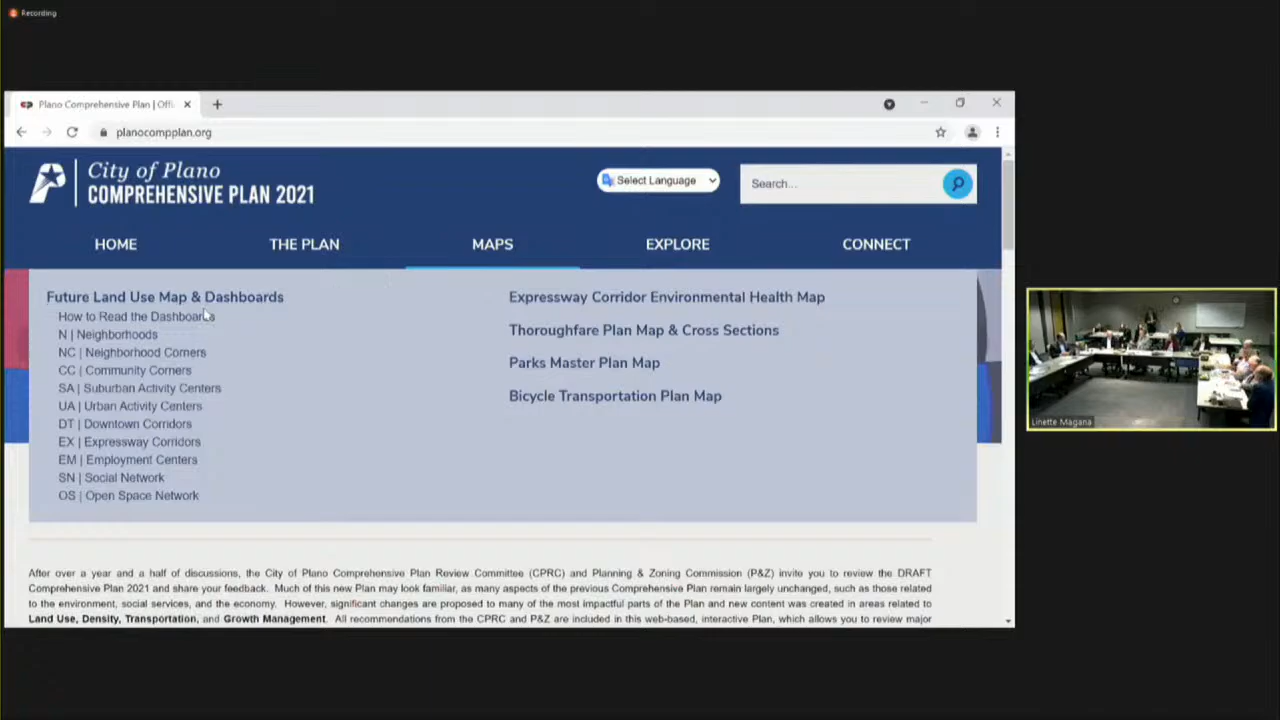 Recording
Plano Comprehensive Plan | Offi
planocompplan.org
City of Plano
COMPREHENSIVE PLAN 2021
Select Language
Search...
HOME
THE PLAN
MAPS
EXPLORE
CONNECT
Future Land Use Map & Dashboards
How to Read the Dashboards
N | Neighborhoods
NC | Neighborhood Corners
CC | Community Corners
SA | Suburban Activity Centers
UA | Urban Activity Centers
DT | Downtown Corridors
EX | Expressway Corridors
EM | Employment Centers
SN | Social Network
OS | Open Space Network
Expressway Corridor Environmental Health Map
Thoroughfare Plan Map & Cross Sections
Parks Master Plan Map
Bicycle Transportation Plan Map
After over a year and a half of discussions, the City of Plano Comprehensive Plan Review Committee (CPRC) and Planning & Zoning Commission (P&Z) invite you to review the DRAFT
Comprehensive Plan 2021 and share your feedback. Much of this new Plan may look familiar, as many aspects of the previous Comprehensive Plan remain largely unchanged, such as those related
to the environment, social services, and the economy. However, significant changes are proposed to many of the most impactful parts of the Plan and new content was created in areas related to
Land Use, Density, Transportation, and Growth Management. All recommendations from the CPRC and P&Z are included in this web-based, interactive Plan, which allows you to review major
Linette Magana